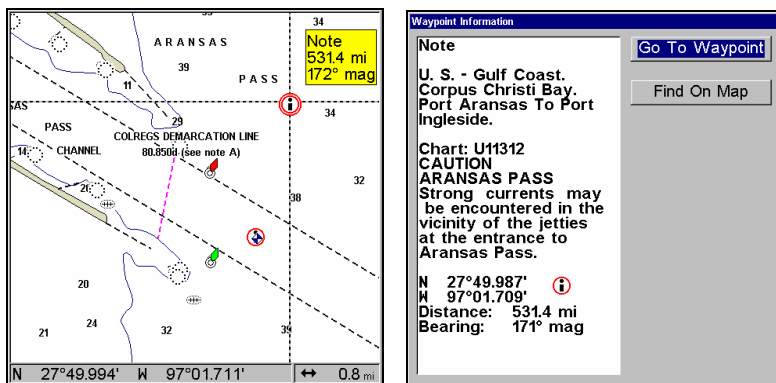 35
34
ARANSAS
Note
531.4 mi
172° mag
39
PASS
11
34
29
SAS
PASS
COLREGS DEMARCATION LINE
80.850d (see note A)
CHANNEL
14
32
26
38
20
24
21
32
39
N 27°49.994' W 97°01.711' ↔ 0.8 mi
Waypoint Information
Note
U. S. - Gulf Coast.
Corpus Christi Bay.
Port Aransas To Port
Ingleside.
Chart: U11312
CAUTION
ARANSAS PASS
Strong currents may
be encountered in the
vicinity of the jetties
at the entrance to
Aransas Pass.
N 27°49.987'
W 97°01.709'
Distance: 531.4 mi
Bearing: 171° mag
Go To Waypoint
Find On Map